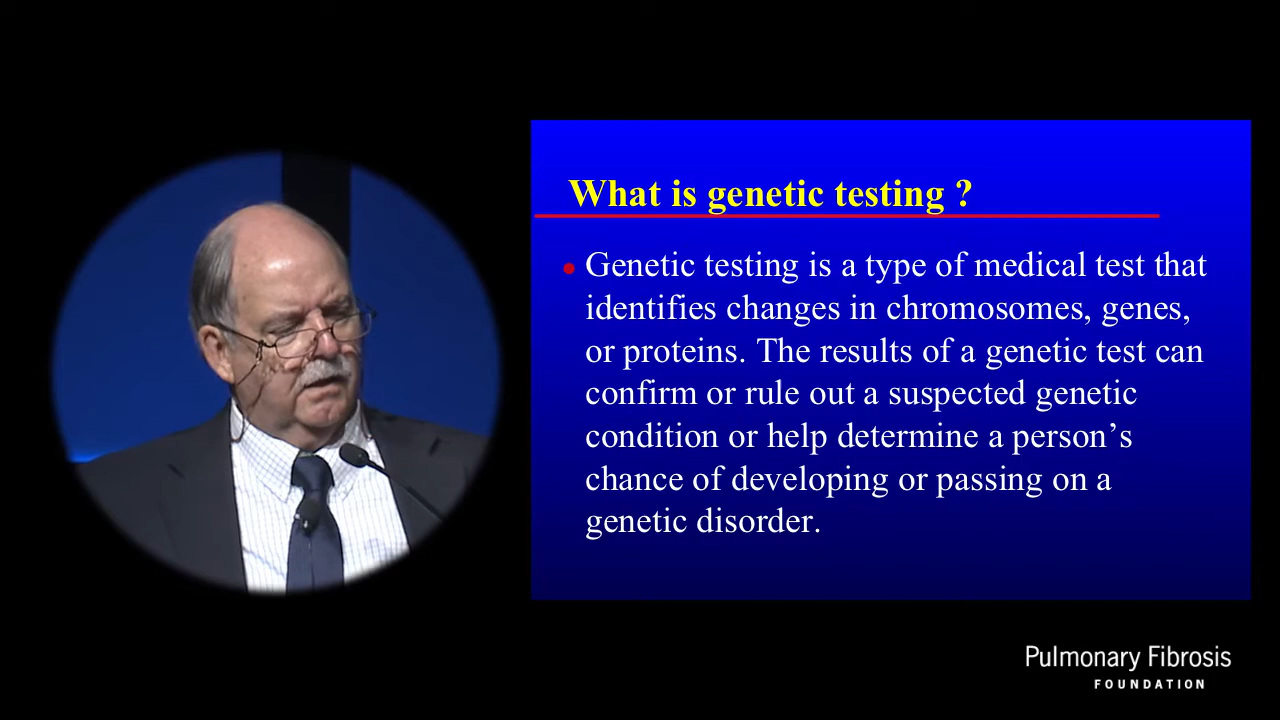 What is genetic testing ?
Genetic testing is a type of medical test that
identifies changes in chromosomes, genes,
or proteins. The results of a genetic test can
confirm or rule out a suspected genetic
condition or help determine a person’s
chance of developing or passing on a
genetic disorder.
Pulmonary Fibrosis
FOUNDATION